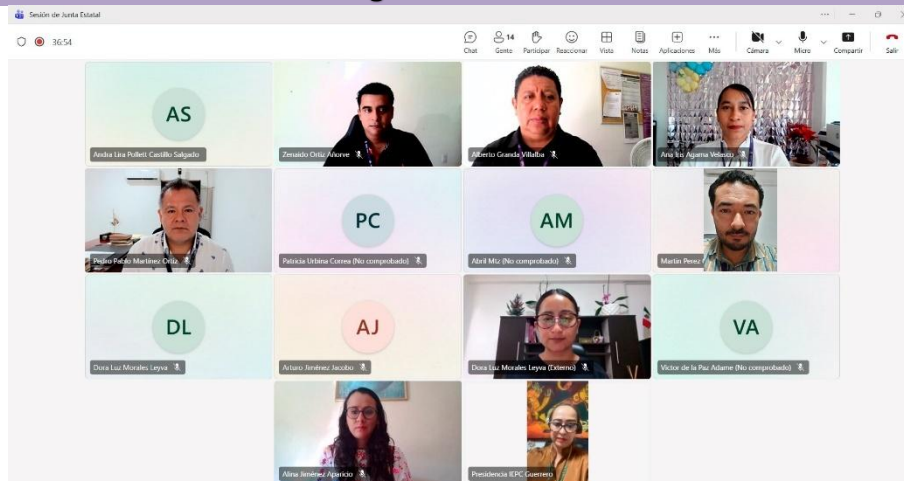 Sesión de Junta Estatal
36:54
Chat
14
Gente
Participar
Reaccionar
Vista
Notas
Aplicaciones
Más
Cámara
Micro
Compartir
Salir
AS
Andra Lira Pollett Castillo Salgado
Zenaido Ortiz Añorve
Alberto Granda Villalba
Ana Iris Agama Velasco
Pedro Pablo Martínez Ortiz
PC
Patricia Urbina Correa (No comprobado)
AM
Abril Mtz (No comprobado)
Martin Perez
DL
Dora Luz Morales Leyva
AJ
Arturo Jiménez Jacobo
Dora Luz Morales Leyva (Externo)
VA
Victor de la Paz Adame (No comprobado)
Alina Jiménez Aparicio
Presidencia IEPC Guerrero